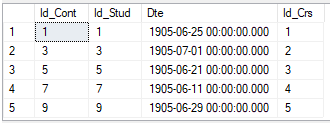 Id_Cont Id_Stud Dte Id_Crs
1 1 1 1905-06-25 00:00:00.000 1
2 3 3 1905-07-01 00:00:00.000 2
3 5 5 1905-06-21 00:00:00.000 3
4 7 7 1905-06-11 00:00:00.000 4
5 9 9 1905-06-29 00:00:00.000 5